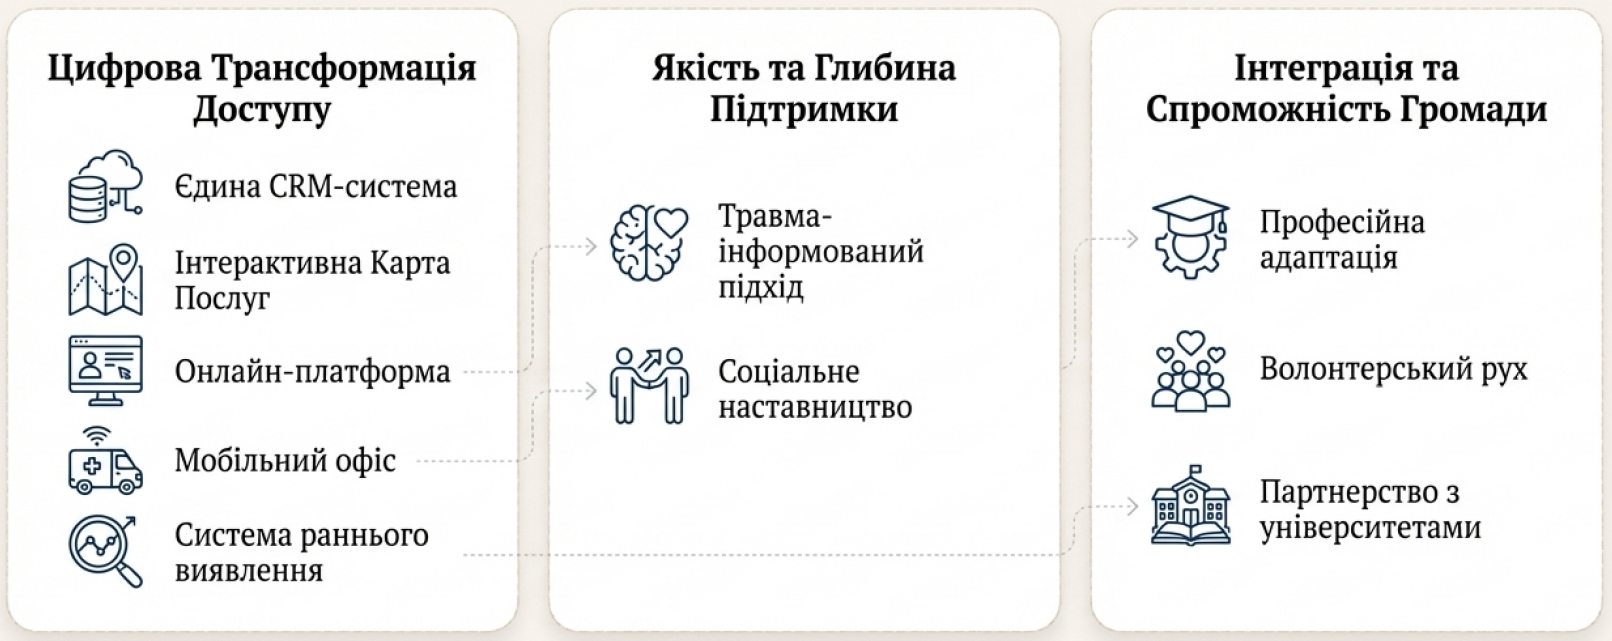 Цифрова Трансформація
Доступу
Єдина CRM-система
Інтерактивна Карта
Послуг
Онлайн-платформа
Мобільний офіс
Система раннього
виявлення
Якість та Глибина
Підтримки
Травма-
інформований
підхід
Соціальне
наставництво
Інтеграція та
Спроможність Громади
Професійна
адаптація
Волонтерський рух
Партнерство з
університетами